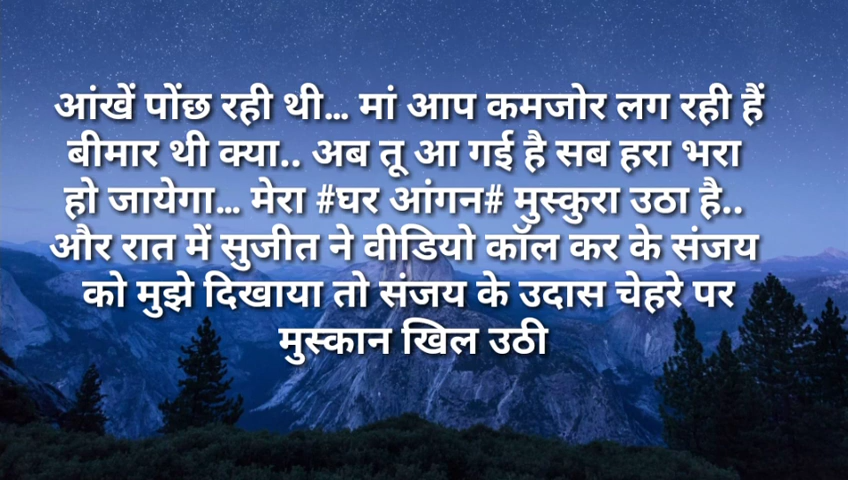 आंखें पोंछ रही थी... मां आप कमजोर लग रही हैं
बीमार थी क्या.. अब तू आ गई है सब हरा भरा
हो जायेगा... मेरा #घर आंगन# मुस्कुरा उठा है..
और रात में सुजीत ने वीडियो कॉल कर के संजय
को मुझे दिखाया तो संजय के उदास चेहरे पर
मुस्कान खिल उठी